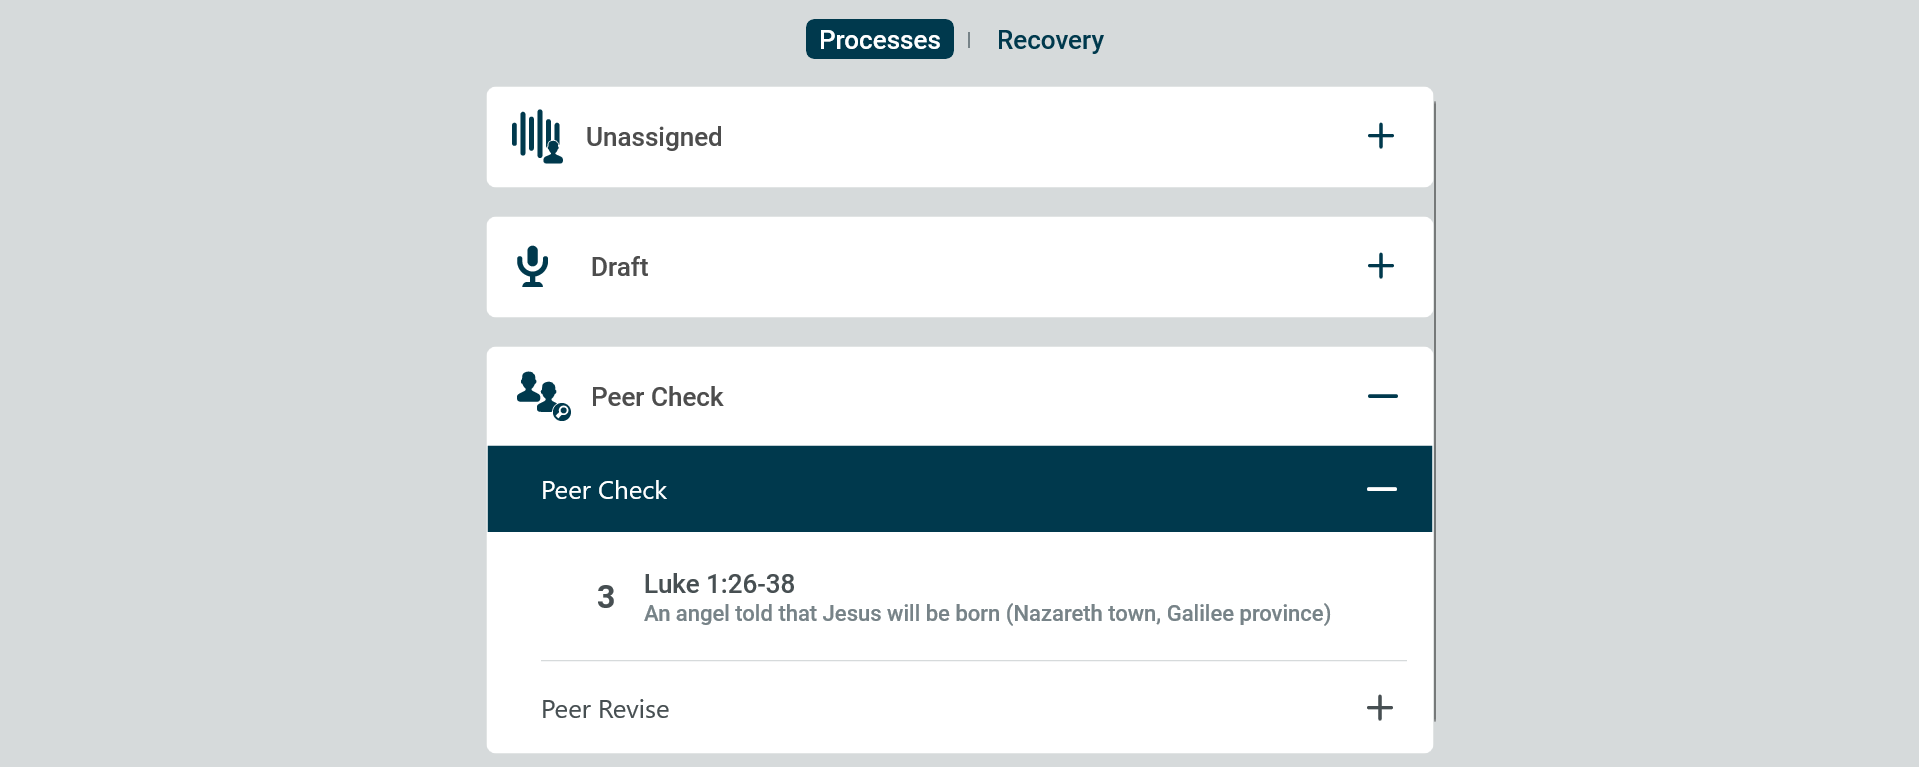 Processes | Recovery
Unassigned
Draft
Peer Check
Peer Check
3 Luke 1:26-38
An angel told that Jesus will be born (Nazareth town, Galilee province)
Peer Revise